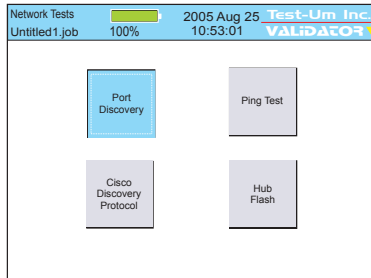 Network Tests 2005 Aug 25 Test-Um Inc.
Untitled1.job 100% 10:53:01 VALiDATOR
Port
Discovery
Ping Test
Cisco
Discovery
Protocol
Hub
Flash